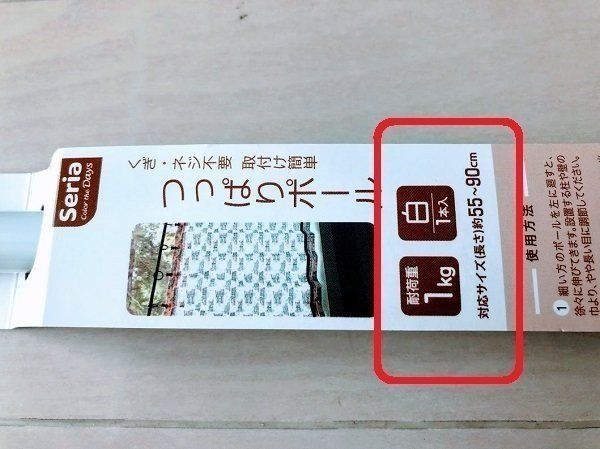 Seria
Color the Days
くぎ・ネジ不要 取付け簡単
つっぱりポール
耐荷重
1kg
白
1本入
対応サイズ(長さ)約55~90cm
使用方法
① 細い方のポールを左に廻すと、
徐々に伸びてきます。設置する柱や壁の
巾より、やや長い目に調節してください。